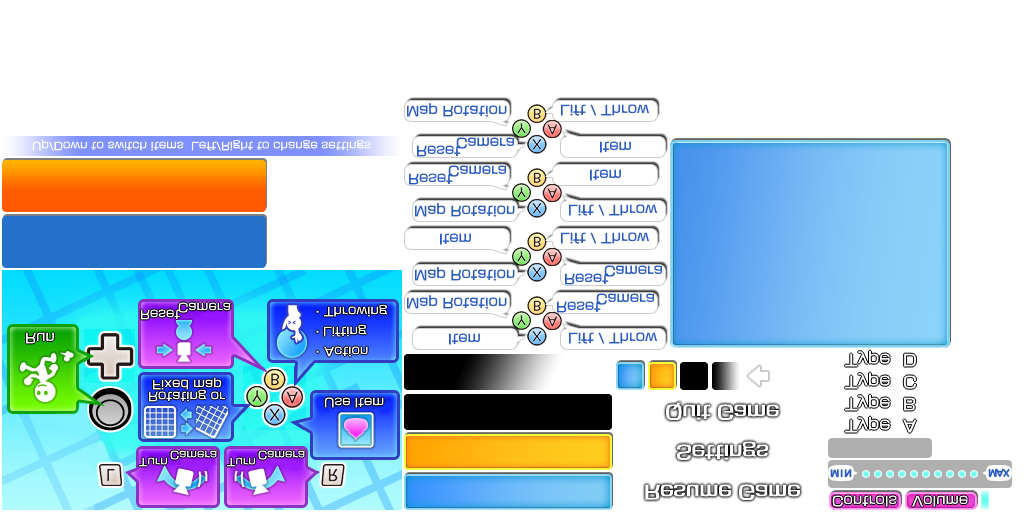 Map Rotation
B
Lift / Throw
Y
A
Reset Camera
X
Item
Up/Down to switch items Left/Right to change settings
Reset Camera
B
Item
Y
A
Map Rotation
X
Lift / Throw
Item
B
Lift / Throw
Y
A
Map Rotation
X
Reset Camera
Map Rotation
B
Reset Camera
Y
A
Item
X
Lift / Throw
Reset Camera
· Throwing
· Lifting
· Action
Run
Fixed map
Rotating or
B
Y
A
X
Use Item
Turn Camera
Turn Camera
L
R
Type D
Type C
Type B
Type A
Quit Game
Settings
Resume Game
MIN
MAX
Controls
Volume